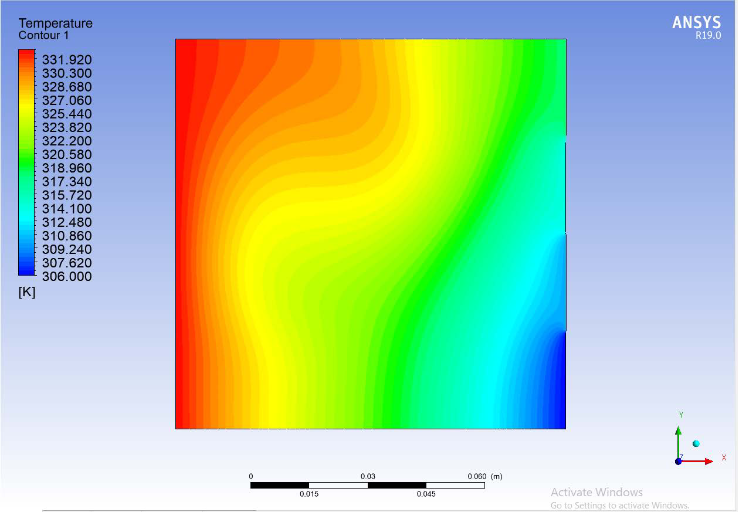 Temperature
Contour 1
ANSYS
R19.0
331.920
330.300
328.680
327.060
325.440
323.820
322.200
320.580
318.960
317.340
315.720
314.100
312.480
310.860
309.240
307.620
306.000
[K]
Y
Z
X
0 0.03 0.060 (m)
0.015 0.045
Activate Windows
Go to Settings to activate Windows.